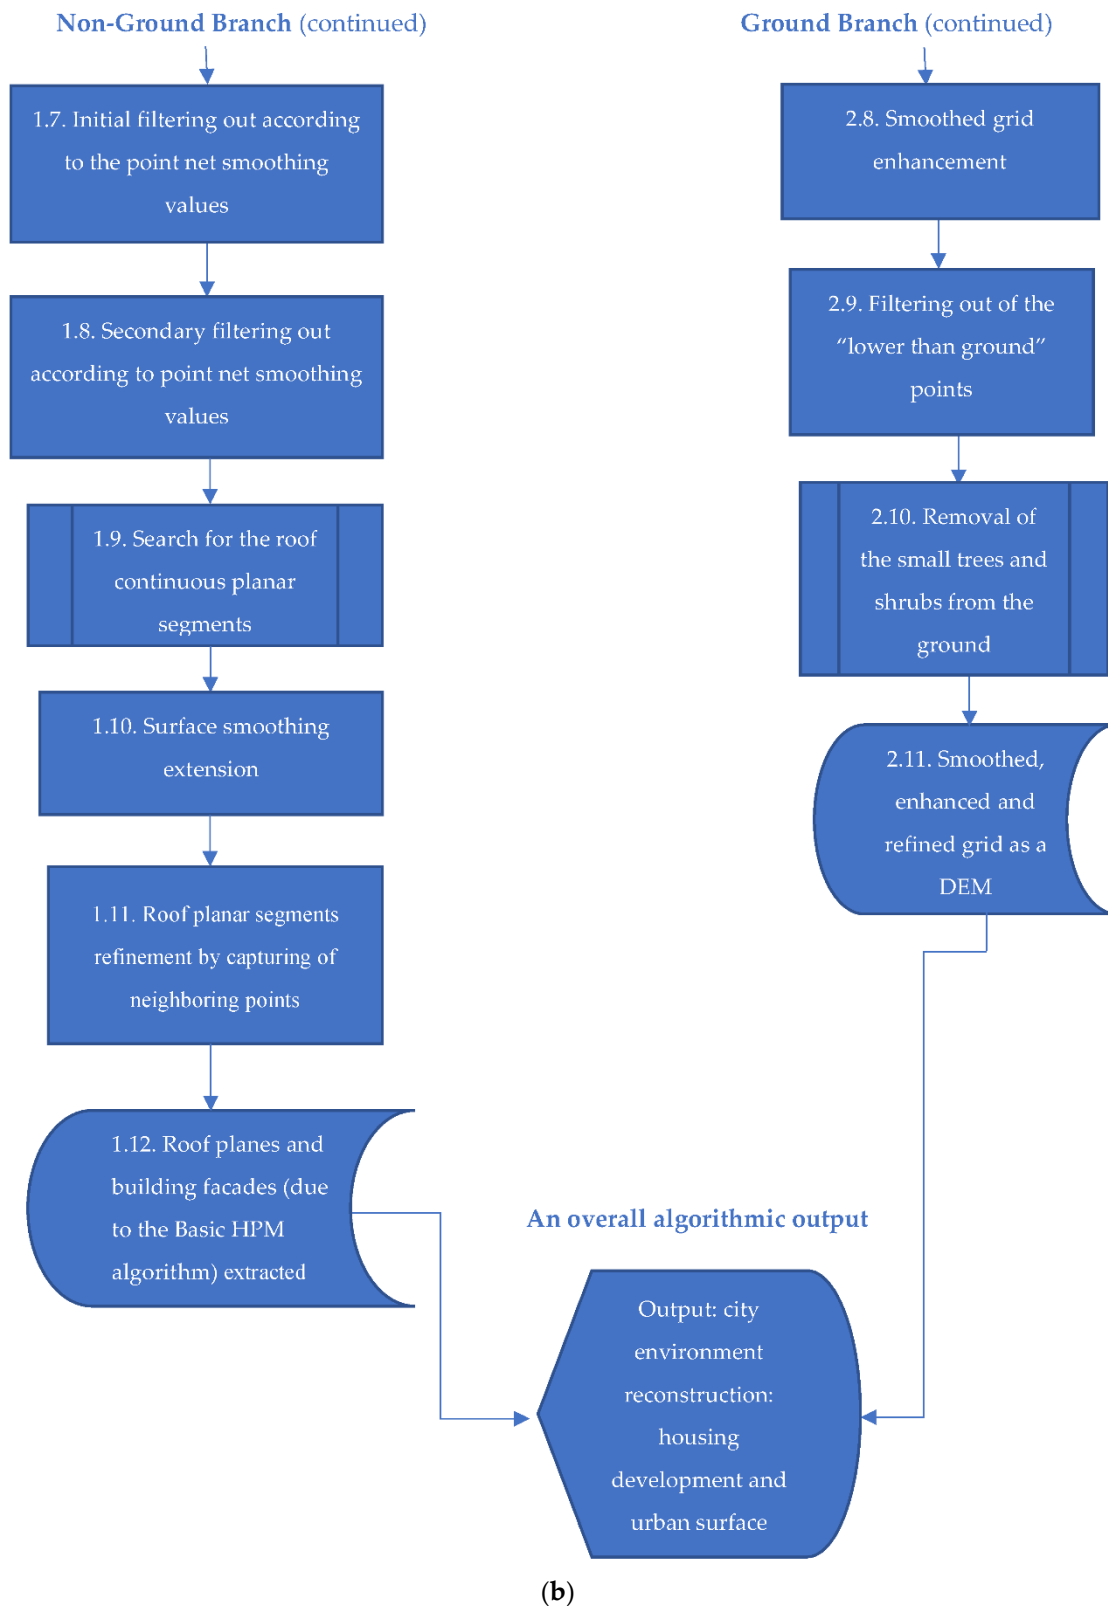 Non-Ground Branch (continued)
1.7. Initial filtering out according
to the point net smoothing
values
1.8. Secondary filtering out
according to point net smoothing
values
1.9. Search for the roof
continuous planar
segments
1.10. Surface smoothing
extension
1.11. Roof planar segments
refinement by capturing of
neighboring points
1.12. Roof planes and
building facades (due
to the Basic HPM
algorithm) extracted
Ground Branch (continued)
2.8. Smoothed grid
enhancement
2.9. Filtering out of the
“lower than ground”
points
2.10. Removal of
the small trees and
shrubs from the
ground
2.11. Smoothed,
enhanced and
refined grid as a
DEM
An overall algorithmic output
Output: city
environment
reconstruction:
housing
development and
urban surface
(b)